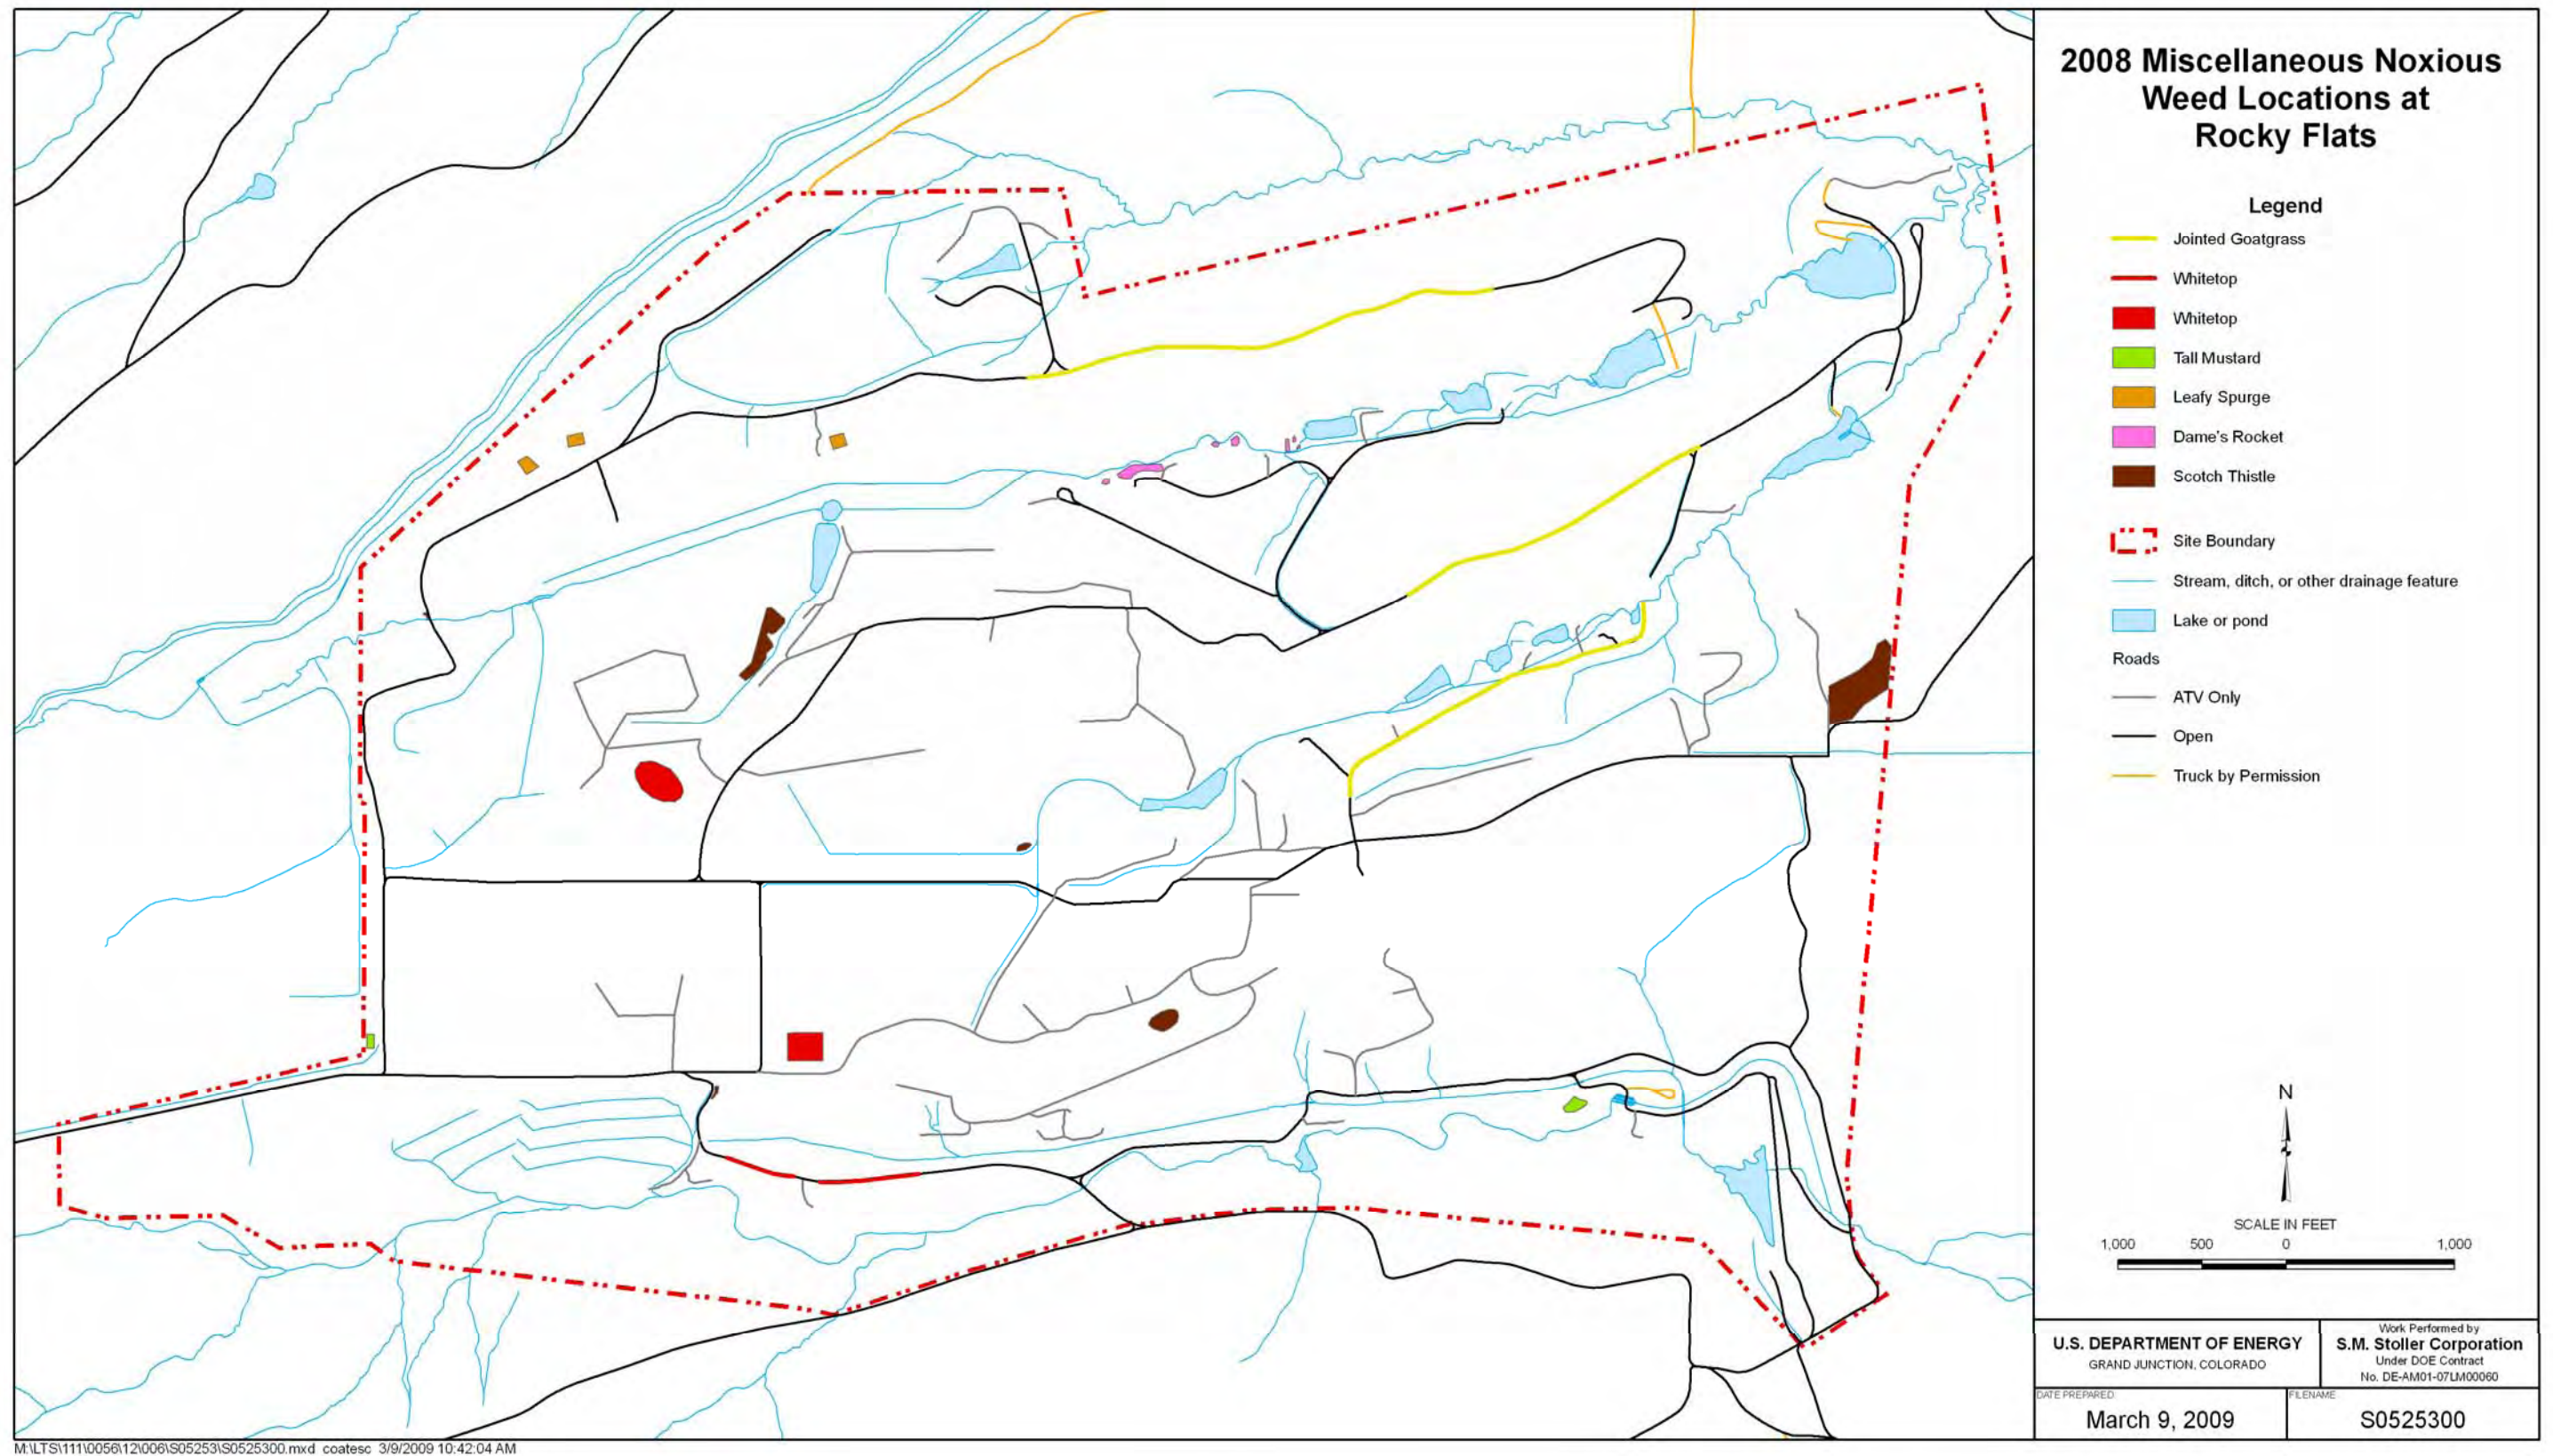 2008 Miscellaneous Noxious
Weed Locations at
Rocky Flats
Legend
Jointed Goatgrass
Whitetop
Whitetop
Tall Mustard
Leafy Spurge
Dame's Rocket
Scotch Thistle
Site Boundary
Stream, ditch, or other drainage feature
Lake or pond
Roads
ATV Only
Open
Truck by Permission
N
SCALE IN FEET
1,000 500 0 1,000
U.S. DEPARTMENT OF ENERGY
GRAND JUNCTION, COLORADO
Work Performed by
S.M. Stoller Corporation
Under DOE Contract
No. DE-AM01-07LM00060
DATE PREPARED:
March 9, 2009
FILENAME
S0525300
M:\LTS\111\0056\12\006\S05253\S0525300.mxd coatesc 3/9/2009 10:42:04 AM